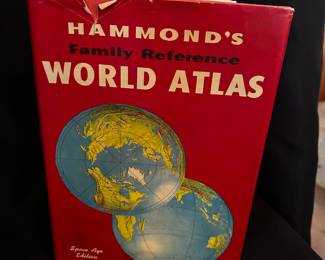 HAMMOND'S
Family Reference
WORLD ATLAS
Space Age
Edition